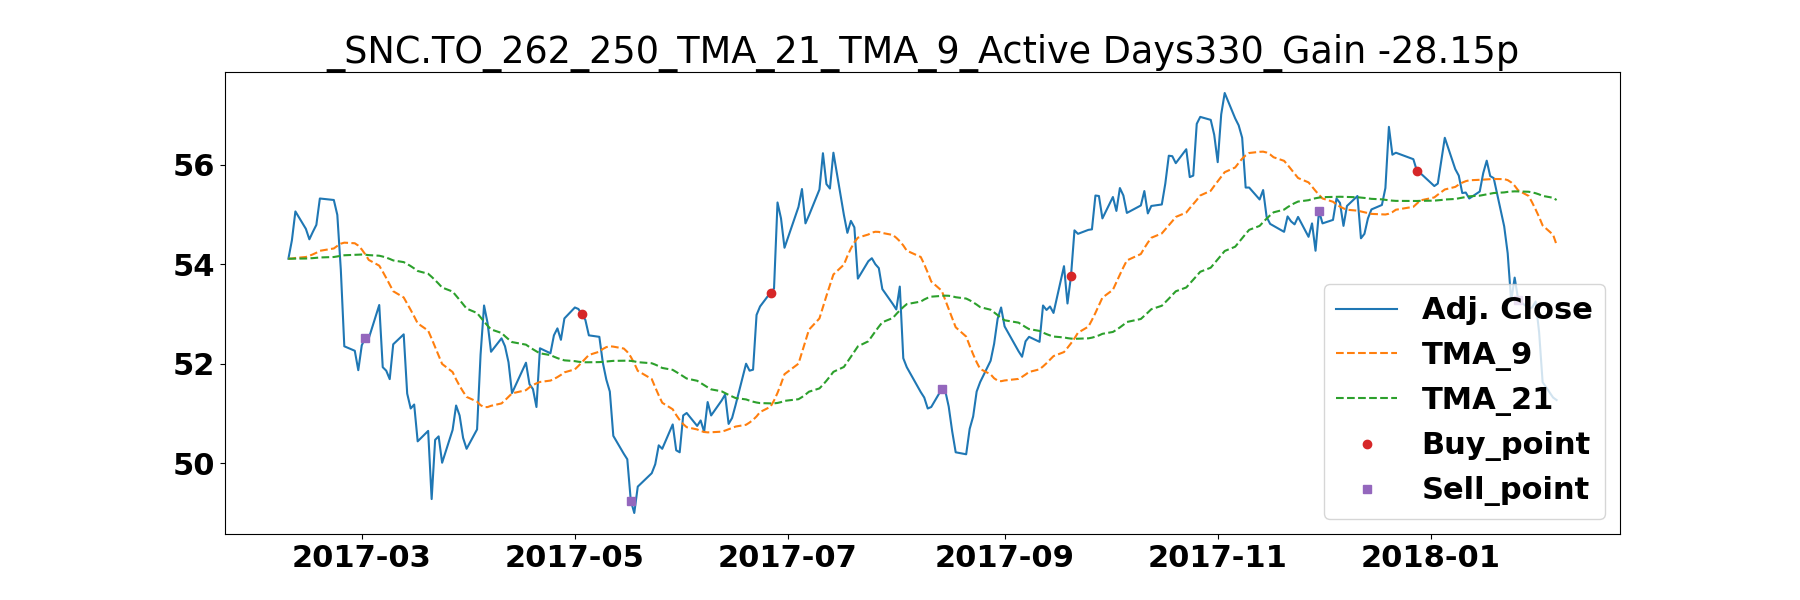 _SNC.TO_262_250_TMA_21_TMA_9_Active Days330_Gain -28.15p
56
54
52
50
Adj. Close
TMA_9
TMA_21
Buy_point
Sell_point
2017-03 2017-05 2017-07 2017-09 2017-11 2018-01